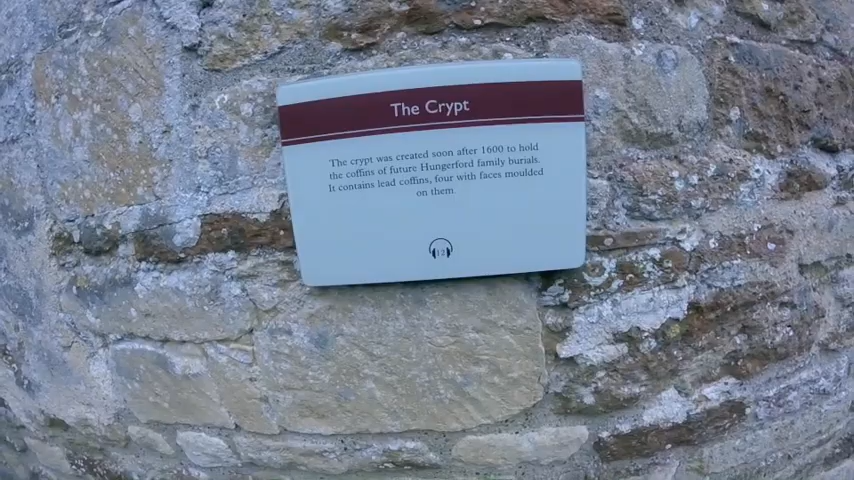 The Crypt
The crypt was created soon after 1600 to hold
the coffins of future Hungerford family burials.
It contains lead coffins, four with faces moulded
on them.
12